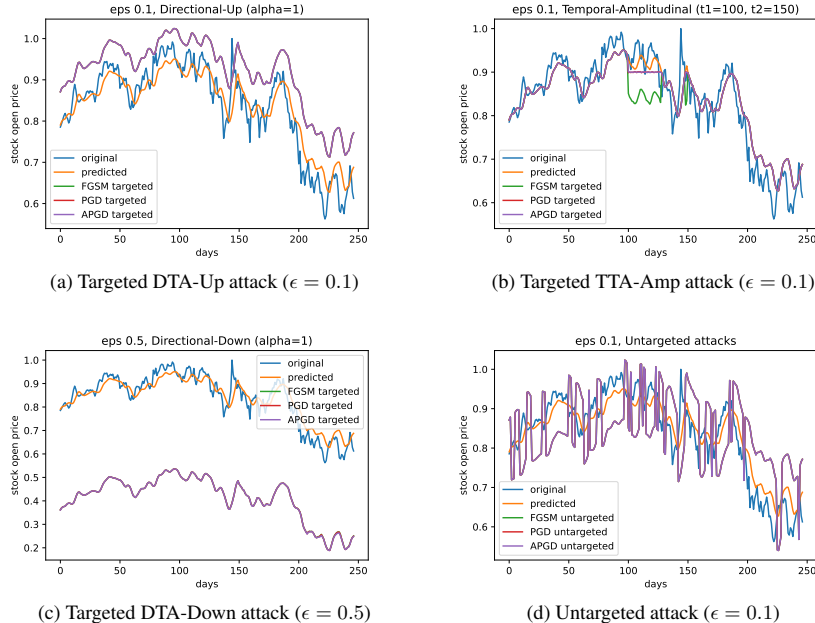 eps 0.1, Directional-Up (alpha=1)
stock open price
1.0
0.9
0.8
0.7
0.6
original
predicted
FGSM targeted
PGD targeted
APGD targeted
0 50 100 150 200 250
days
(a) Targeted DTA-Up attack (ϵ = 0.1)
eps 0.1, Temporal-Amplitudinal (t1=100, t2=150)
stock open price
1.0
0.9
0.8
0.7
0.6
original
predicted
FGSM targeted
PGD targeted
APGD targeted
0 50 100 150 200 250
days
(b) Targeted TTA-Amp attack (ϵ = 0.1)
eps 0.5, Directional-Down (alpha=1)
stock open price
1.0
0.9
0.8
0.7
0.6
0.5
0.4
0.3
0.2
original
predicted
FGSM targeted
PGD targeted
APGD targeted
0 50 100 150 200 250
days
(c) Targeted DTA-Down attack (ϵ = 0.5)
eps 0.1, Untargeted attacks
stock open price
1.0
0.9
0.8
0.7
0.6
original
predicted
FGSM untargeted
PGD untargeted
APGD untargeted
0 50 100 150 200 250
days
(d) Untargeted attack (ϵ = 0.1)